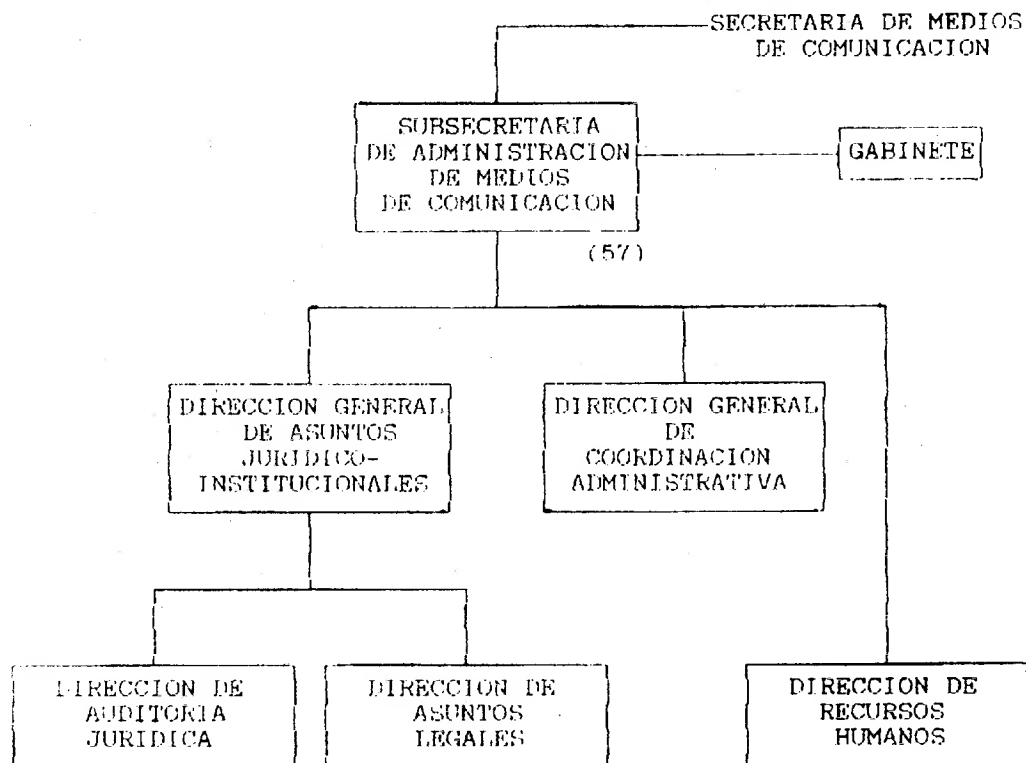 SECRETARIA DE MEDIOS
DE COMUNICACION
SUBSECRETARIA
DE ADMINISTRACION
DE MEDIOS
DE COMUNICACION
GABINETE
(57)
DIRECCION GENERAL
DE ASUNTOS
JURIDICO-
INSTITUCIONALES
DIRECCION GENERAL
DE
COORDINACION
ADMINISTRATIVA
DIRECCION DE
AUDITORIA
JURIDICA
DIRECCION DE
ASUNTOS
LEGALES
DIRECCION DE
RECURSOS
HUMANOS